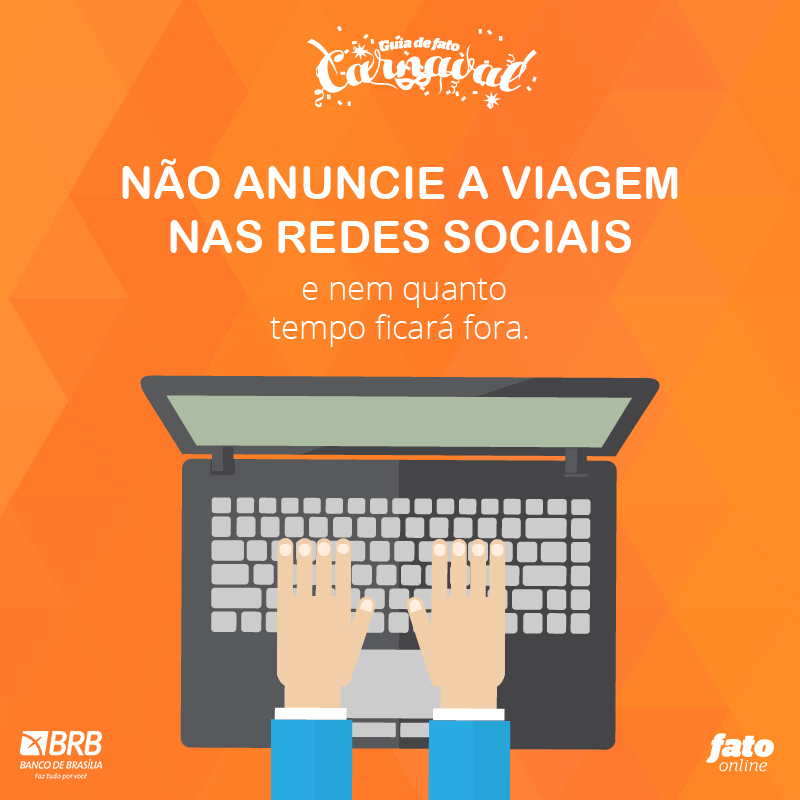 Guia de fato
Carnaval
NÃO ANUNCIE A VIAGEM
NAS REDES SOCIAIS
e nem quanto
tempo ficará fora.
BRB
BANCO DE BRASÍLIA
Faz tudo por você
fato
online